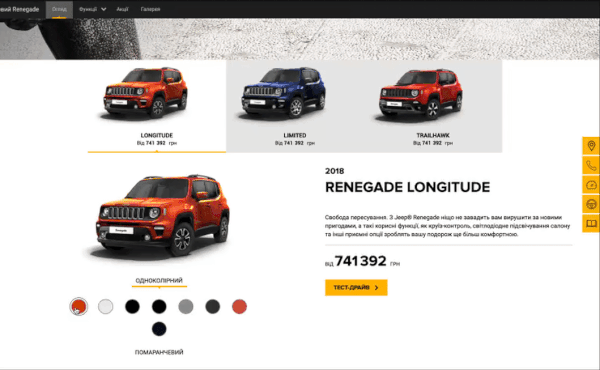 вий Renegade Огляд Функції Акції Галерея
LONGITUDE
Від 741 392 грн
LIMITED
Від 741 392 грн
TRAILHAWK
Від 741 392 грн
2018
RENEGADE LONGITUDE
Свобода пересування. З Jeep® Renegade ніщо не завадить вам вирушити за новими
пригодами, а такі корисні функції, як круїз-контроль, світлодіодне підсвічування салону
та інші приємні опції зроблять вашу подорож ще більш комфортною.
ВІД 741 392 ГРН
ТЕСТ-ДРАЙВ
ОДНОКОЛІРНИЙ
ПОМАРАНЧЕВИЙ